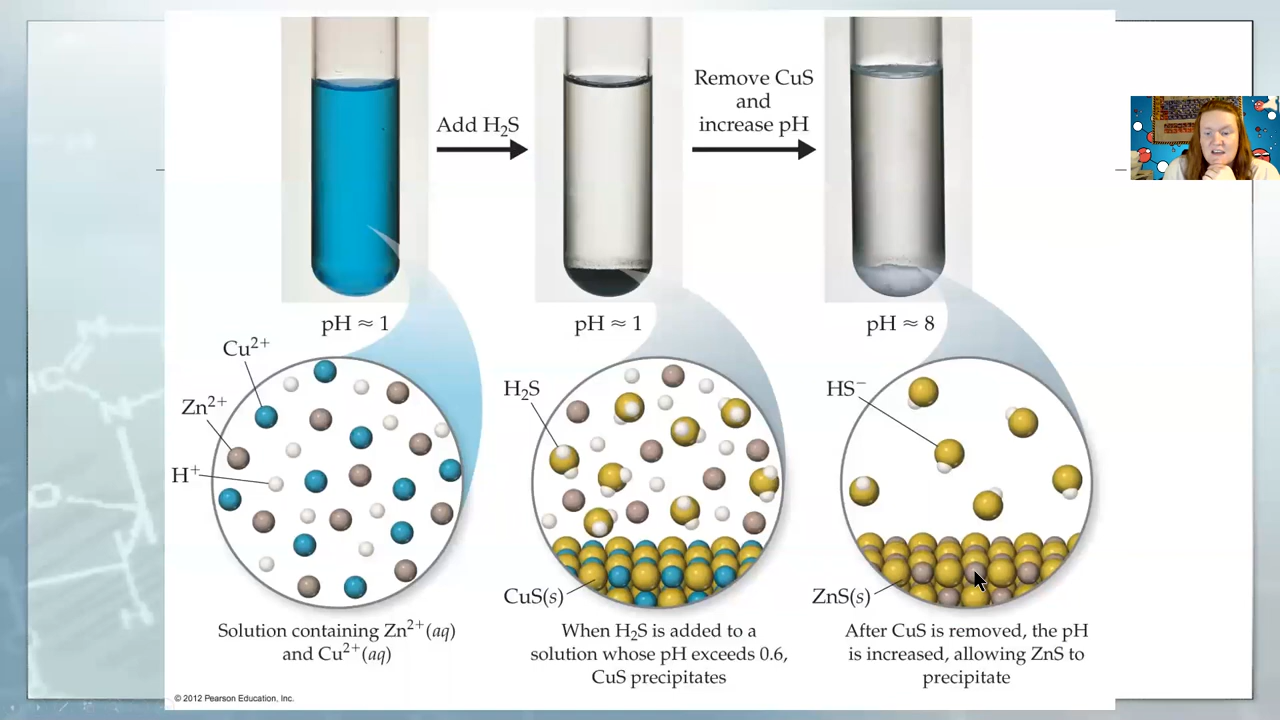 Add H₂S
Remove CuS
and
increase pH
pH ≈ 1
pH ≈ 1
pH ≈ 8
Cu²⁺
Zn²⁺
H⁺
H₂S
HS⁻
CuS(s)
ZnS(s)
Solution containing Zn²⁺(aq)
and Cu²⁺(aq)
When H₂S is added to a
solution whose pH exceeds 0.6,
CuS precipitates
After CuS is removed, the pH
is increased, allowing ZnS to
precipitate
© 2012 Pearson Education, Inc.